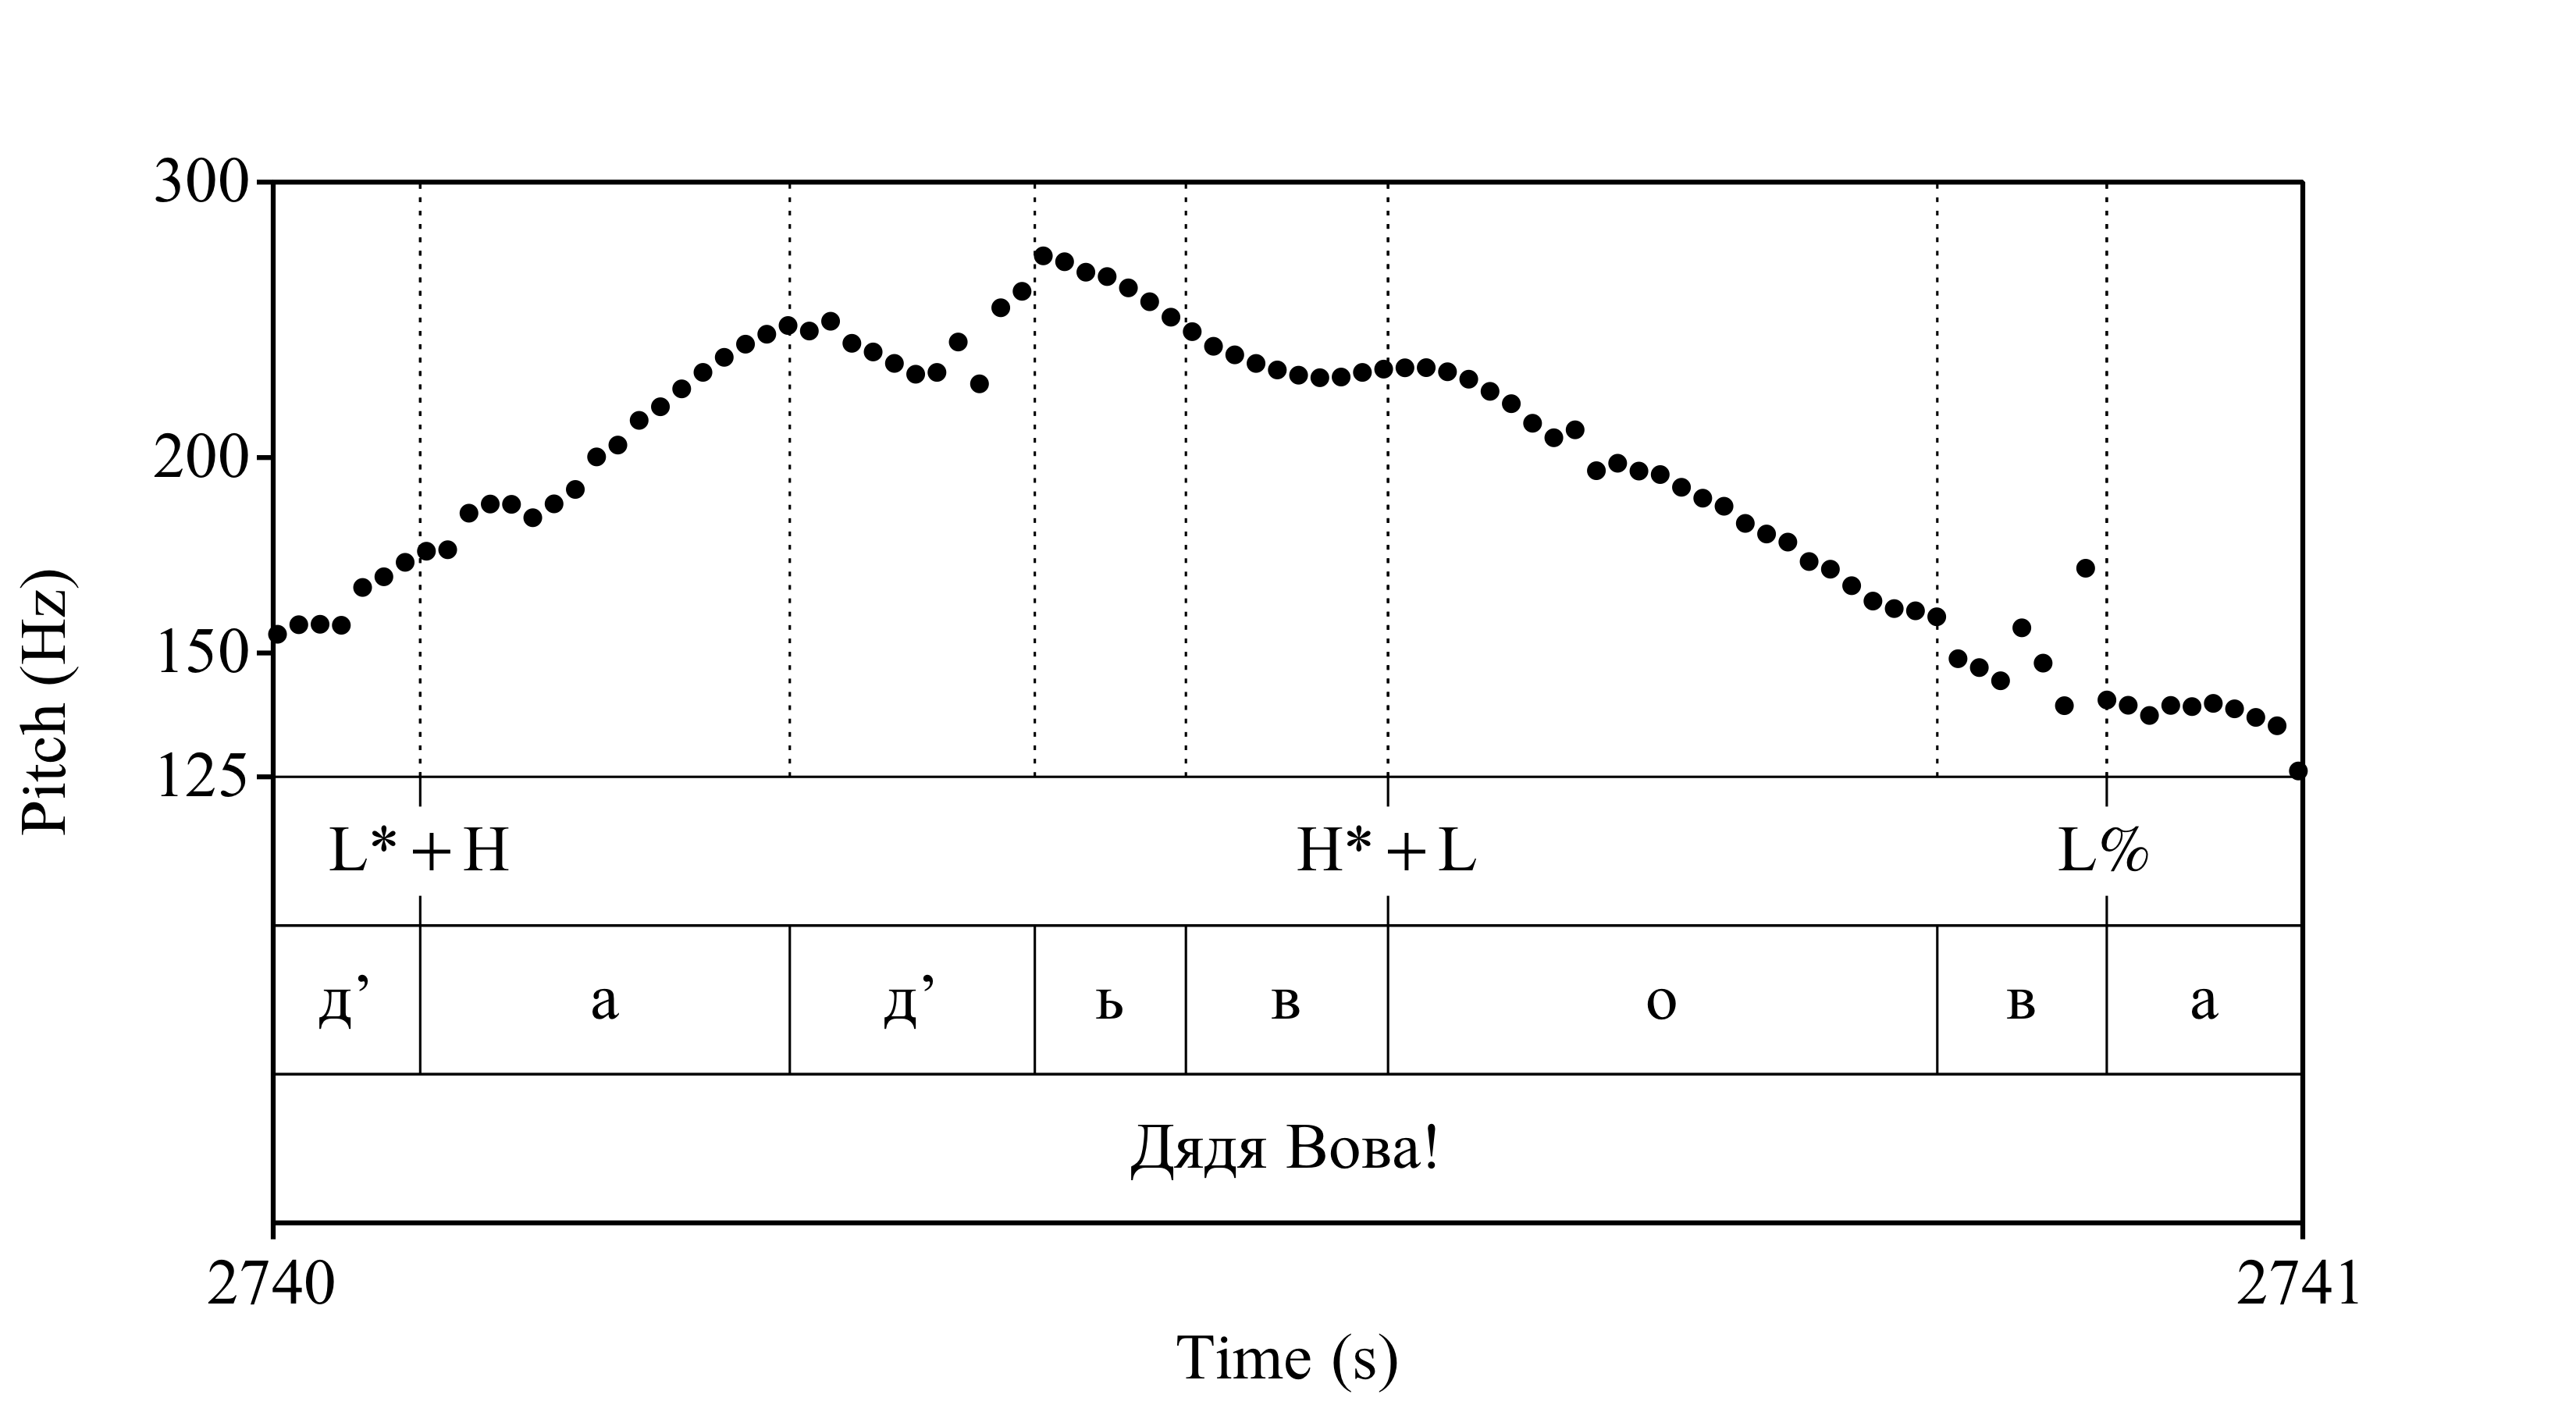 300
200
150
125
Pitch (Hz)
L*+H H*+L L%
д’ а д’ ь в о в а
Дядя Вова!
2740 2741
Time (s)